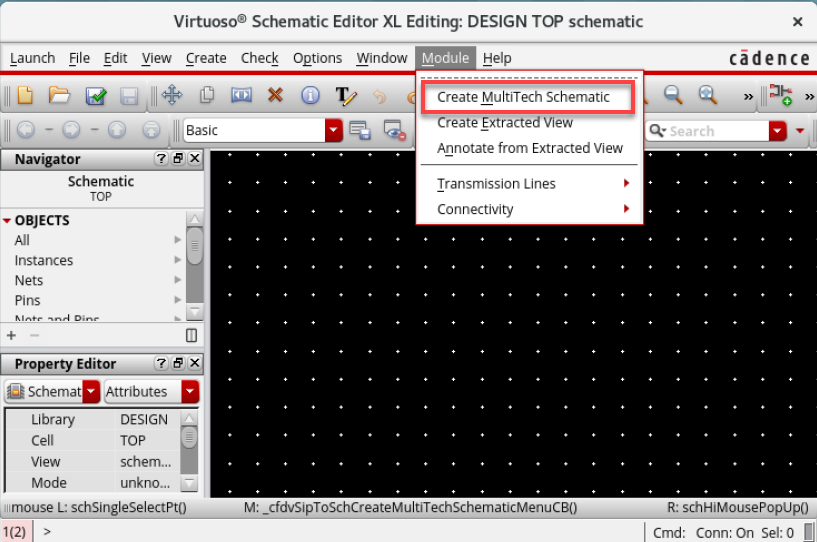 Virtuoso® Schematic Editor XL Editing: DESIGN TOP schematic
Launch File Edit View Create Check Options Window Module Help
cādence
Basic
Search
Create MultiTech Schematic
Create Extracted View
Annotate from Extracted View
Transmission Lines
Connectivity
Navigator
Schematic
TOP
OBJECTS
All
Instances
Nets
Pins
Nets and Pins
Property Editor
Schemat Attributes
Library DESIGN
Cell TOP
View schem...
Mode unkno...
mouse L: schSingleSelectPt() M: _cfdvSipToSchCreateMultiTechSchematicMenuCB() R: schHiMousePopUp()
1(2) > Cmd: Conn: On Sel: 0